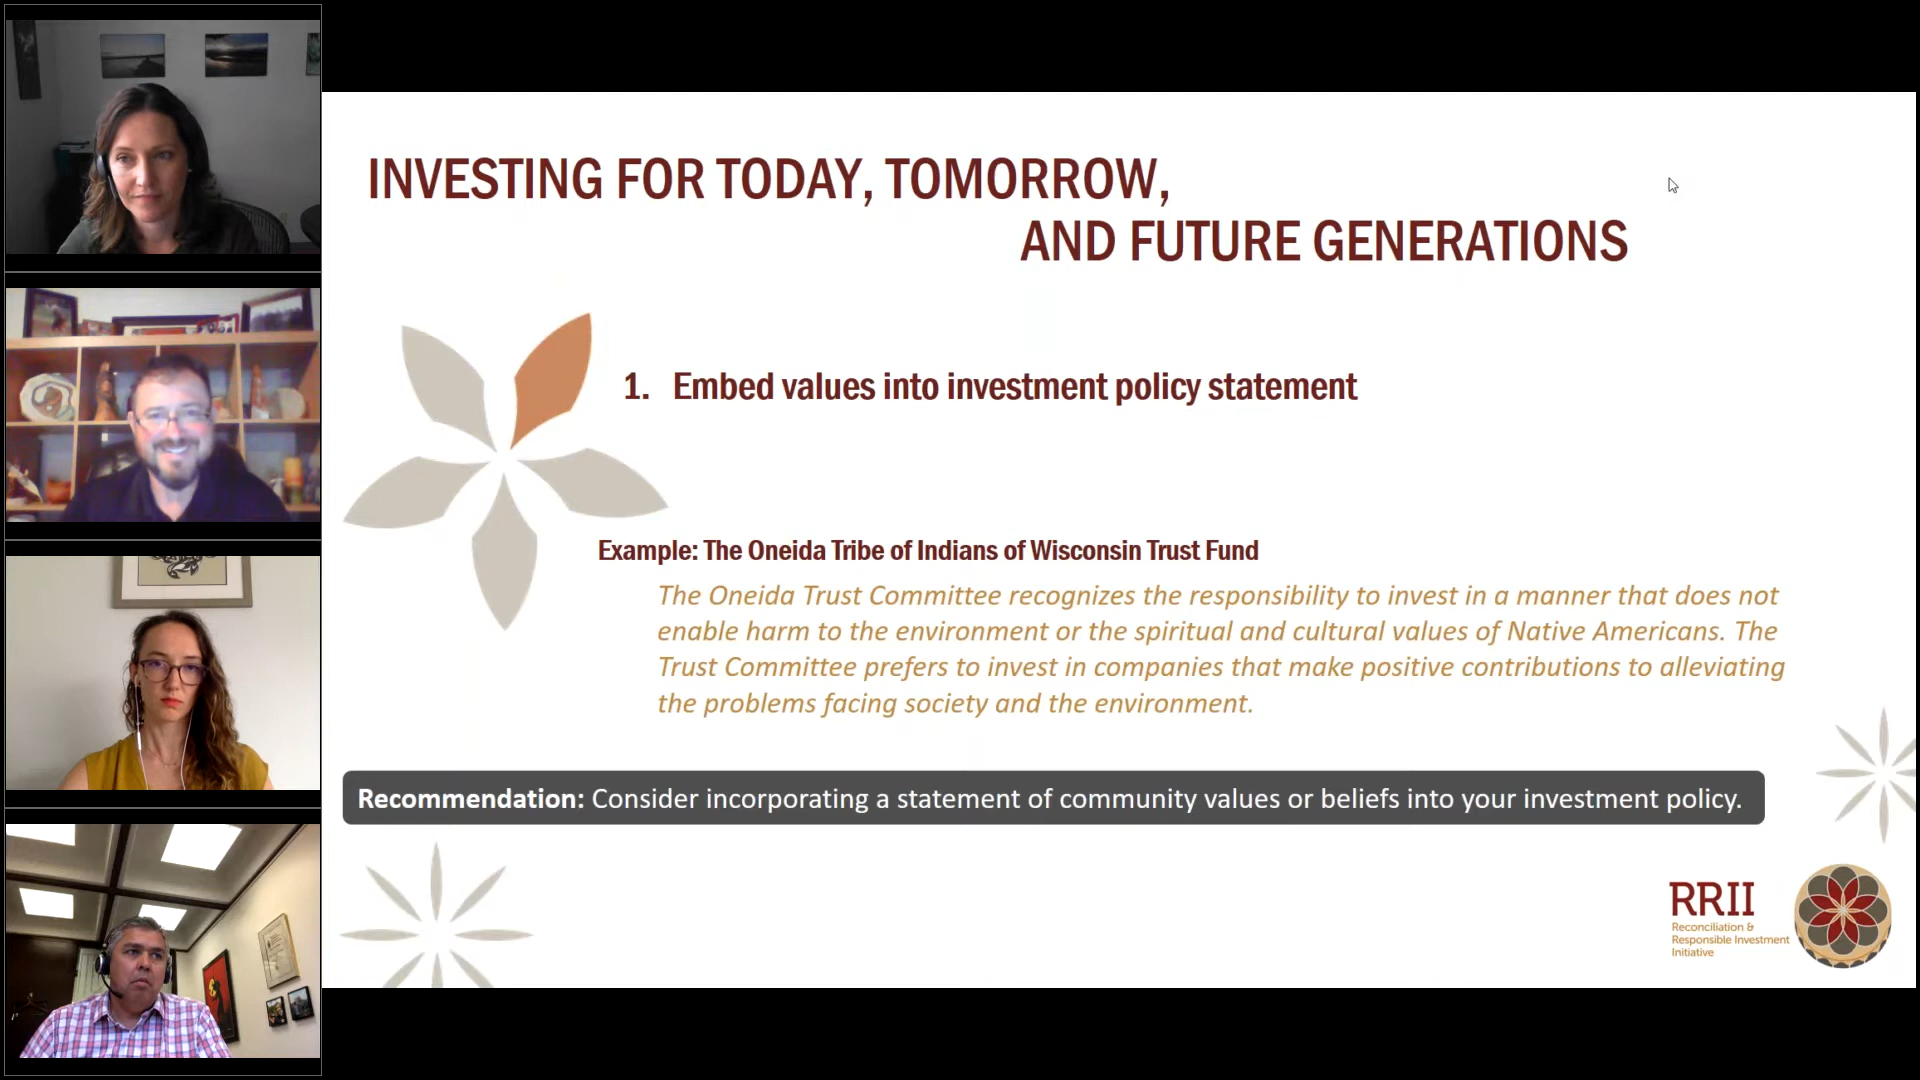 INVESTING FOR TODAY, TOMORROW,
AND FUTURE GENERATIONS
1. Embed values into investment policy statement
Example: The Oneida Tribe of Indians of Wisconsin Trust Fund
The Oneida Trust Committee recognizes the responsibility to invest in a manner that does not
enable harm to the environment or the spiritual and cultural values of Native Americans. The
Trust Committee prefers to invest in companies that make positive contributions to alleviating
the problems facing society and the environment.
Recommendation: Consider incorporating a statement of community values or beliefs into your investment policy.
RRII
Reconciliation &
Responsible Investment
Initiative